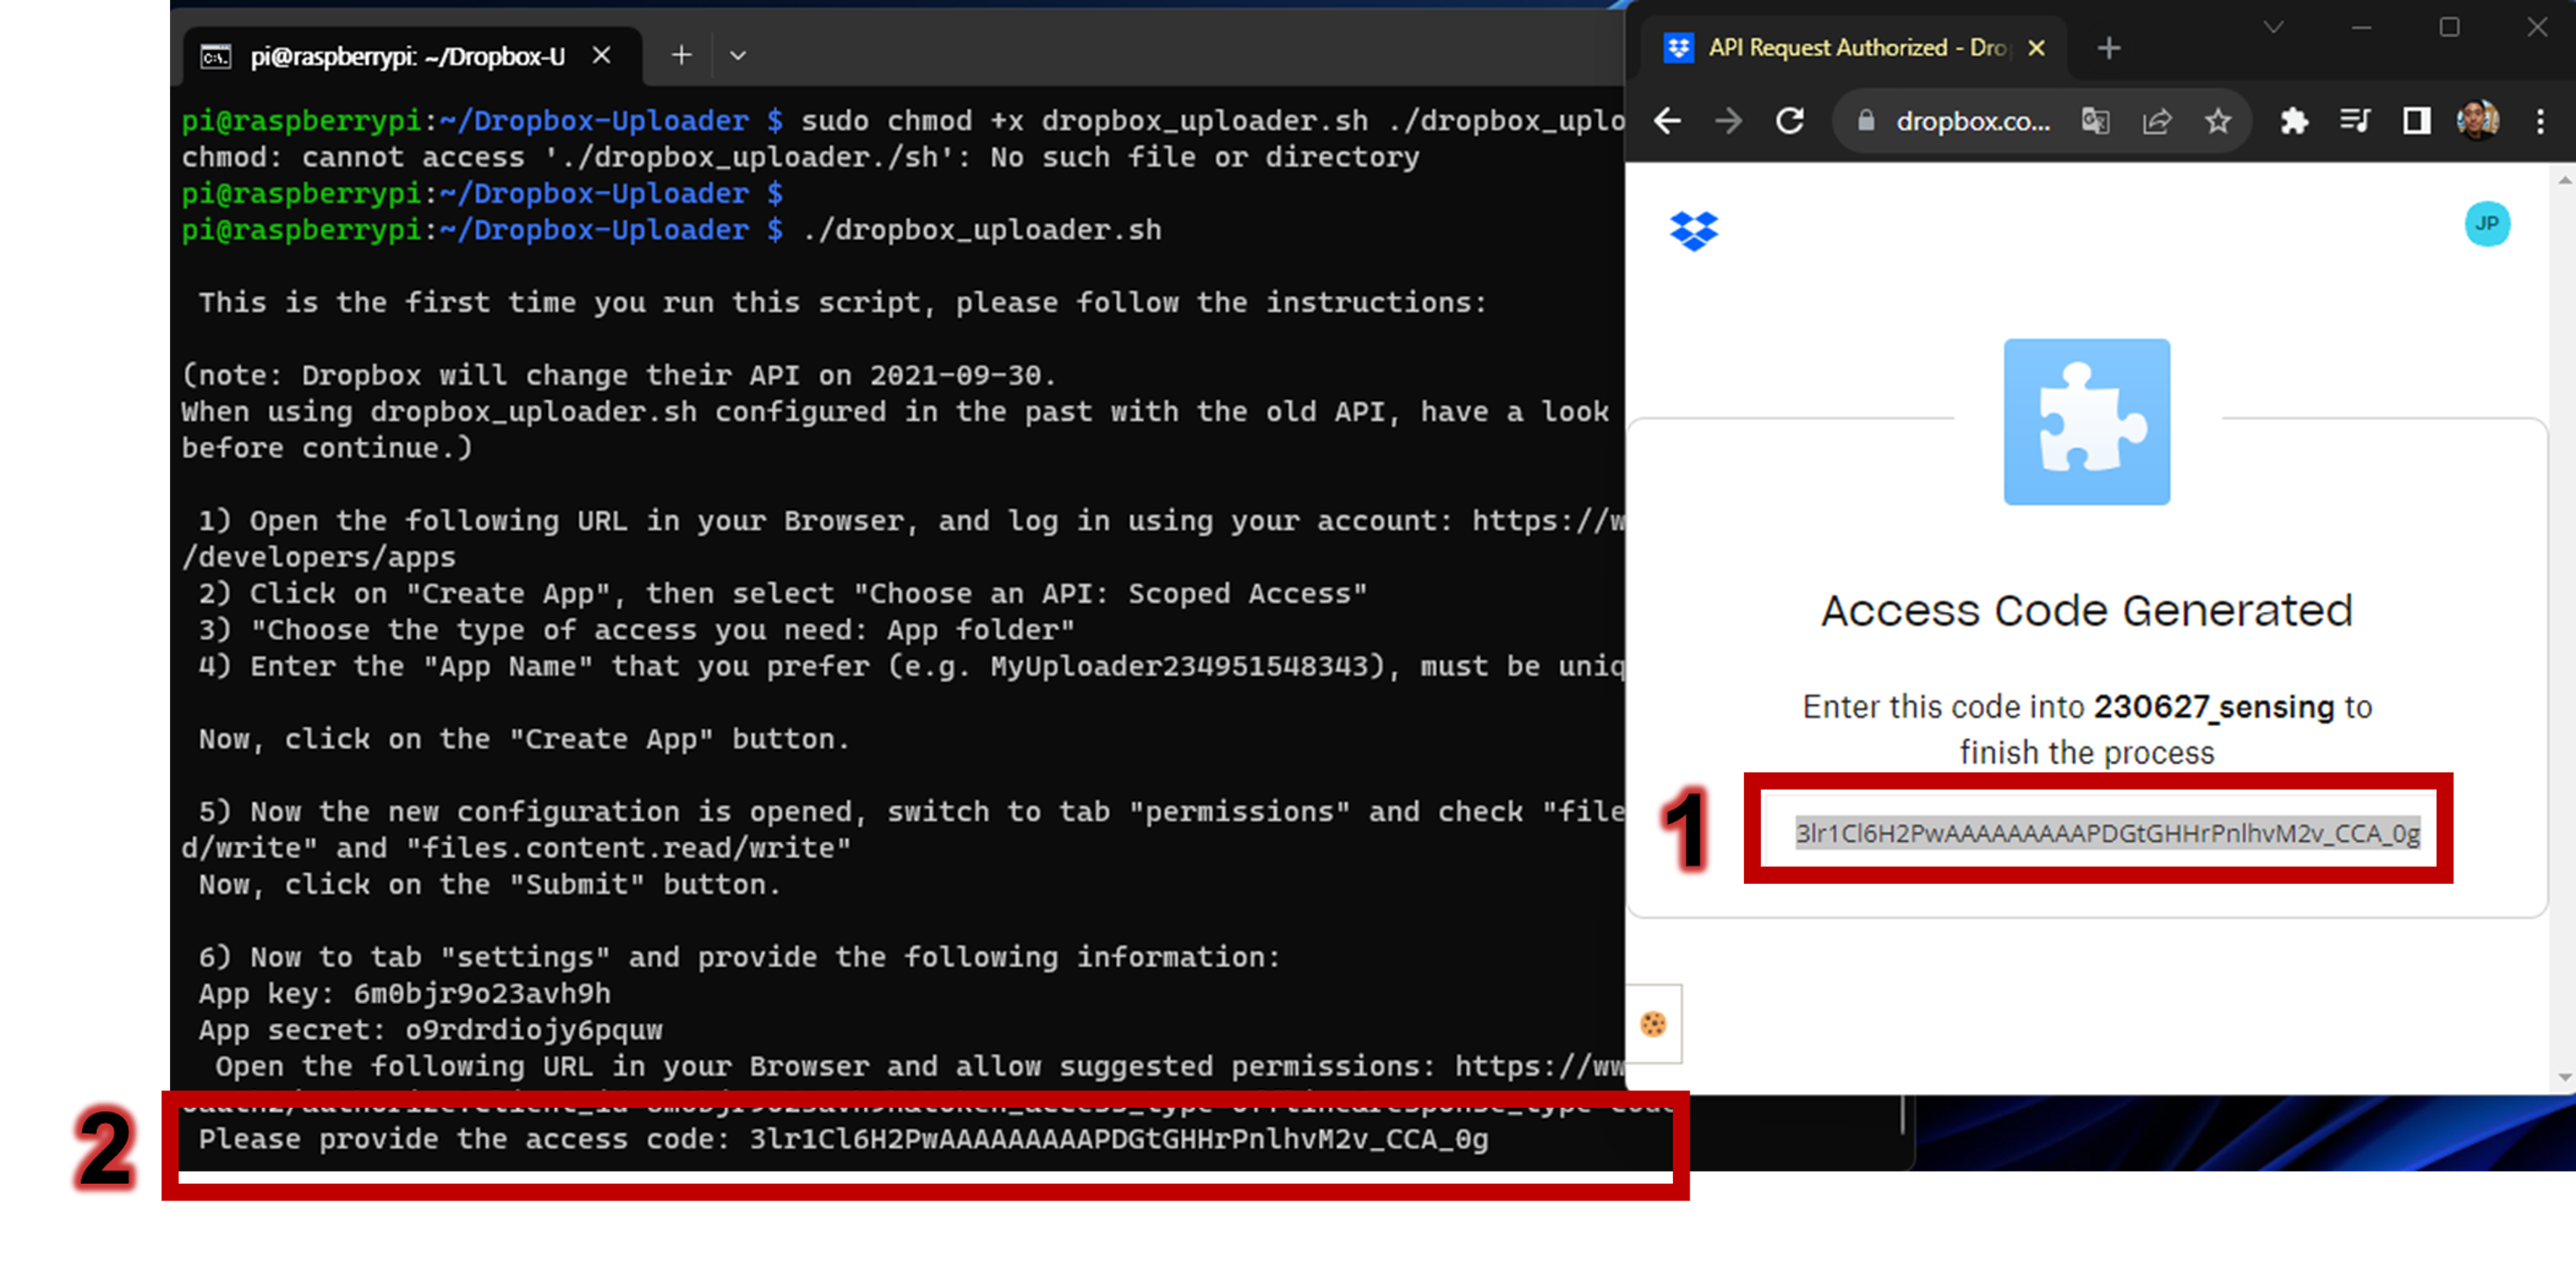 pi@raspberrypi: ~/Dropbox-U
pi@raspberrypi:~/Dropbox-Uploader $ sudo chmod +x dropbox_uploader.sh ./dropbox_uplo
chmod: cannot access './dropbox_uploader./sh': No such file or directory
pi@raspberrypi:~/Dropbox-Uploader $
pi@raspberrypi:~/Dropbox-Uploader $ ./dropbox_uploader.sh
This is the first time you run this script, please follow the instructions:
(note: Dropbox will change their API on 2021-09-30.
When using dropbox_uploader.sh configured in the past with the old API, have a look
before continue.)
1) Open the following URL in your Browser, and log in using your account: https://w
/developers/apps
2) Click on "Create App", then select "Choose an API: Scoped Access"
3) "Choose the type of access you need: App folder"
4) Enter the "App Name" that you prefer (e.g. MyUploader234951548343), must be uniq
Now, click on the "Create App" button.
5) Now the new configuration is opened, switch to tab "permissions" and check "file
d/write" and "files.content.read/write"
Now, click on the "Submit" button.
6) Now to tab "settings" and provide the following information:
App key: 6m0bjr9o23avh9h
App secret: o9rdrdiojy6pquw
Open the following URL in your Browser and allow suggested permissions: https://ww
2
Please provide the access code: 3lr1Cl6H2PwAAAAAAAAAPDGtGHHrPnlhvM2v_CCA_0g
API Request Authorized - Dro
dropbox.co...
JP
Access Code Generated
Enter this code into 230627_sensing to
finish the process
1
3lr1Cl6H2PwAAAAAAAAAPDGtGHHrPnlhvM2v_CCA_0g